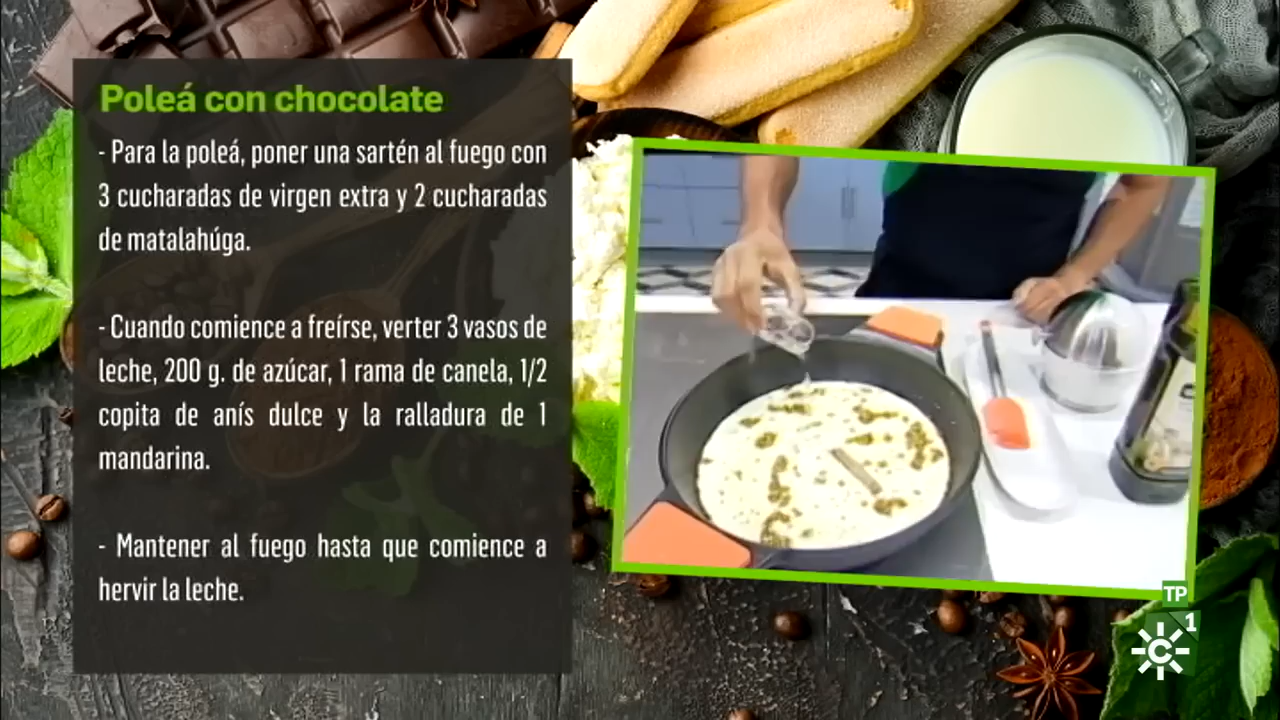 Poleá con chocolate
- Para la poleá, poner una sartén al fuego con
3 cucharadas de virgen extra y 2 cucharadas
de matalahúga.
- Cuando comience a freírse, verter 3 vasos de
leche, 200 g. de azúcar, 1 rama de canela, 1/2
copita de anís dulce y la ralladura de 1
mandarina.
- Mantener al fuego hasta que comience a
hervir la leche.
TP
1
C